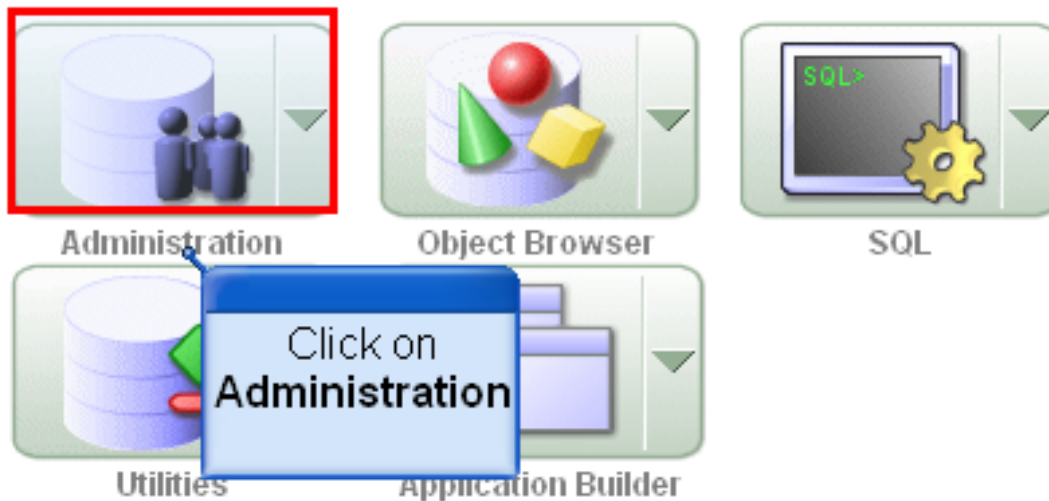 SQL>
Administration
Object Browser
SQL
Click on
Administration
Utilities
Application Builder